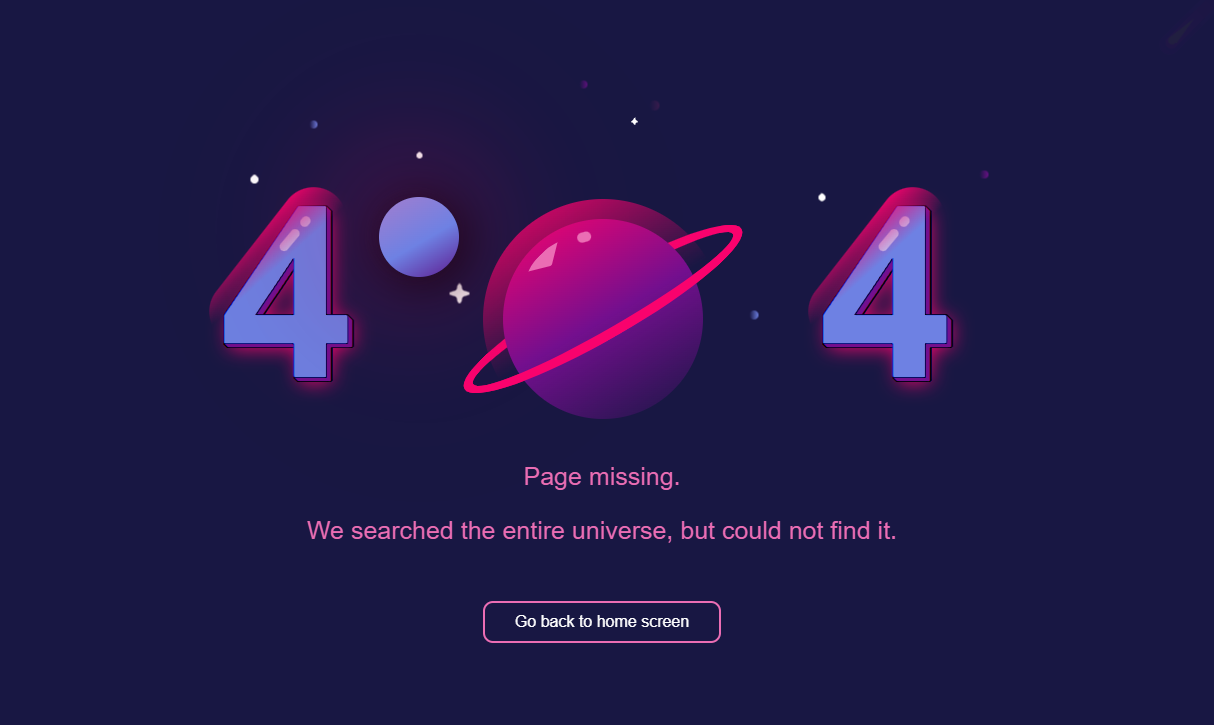 4 4
Page missing.
We searched the entire universe, but could not find it.
Go back to home screen